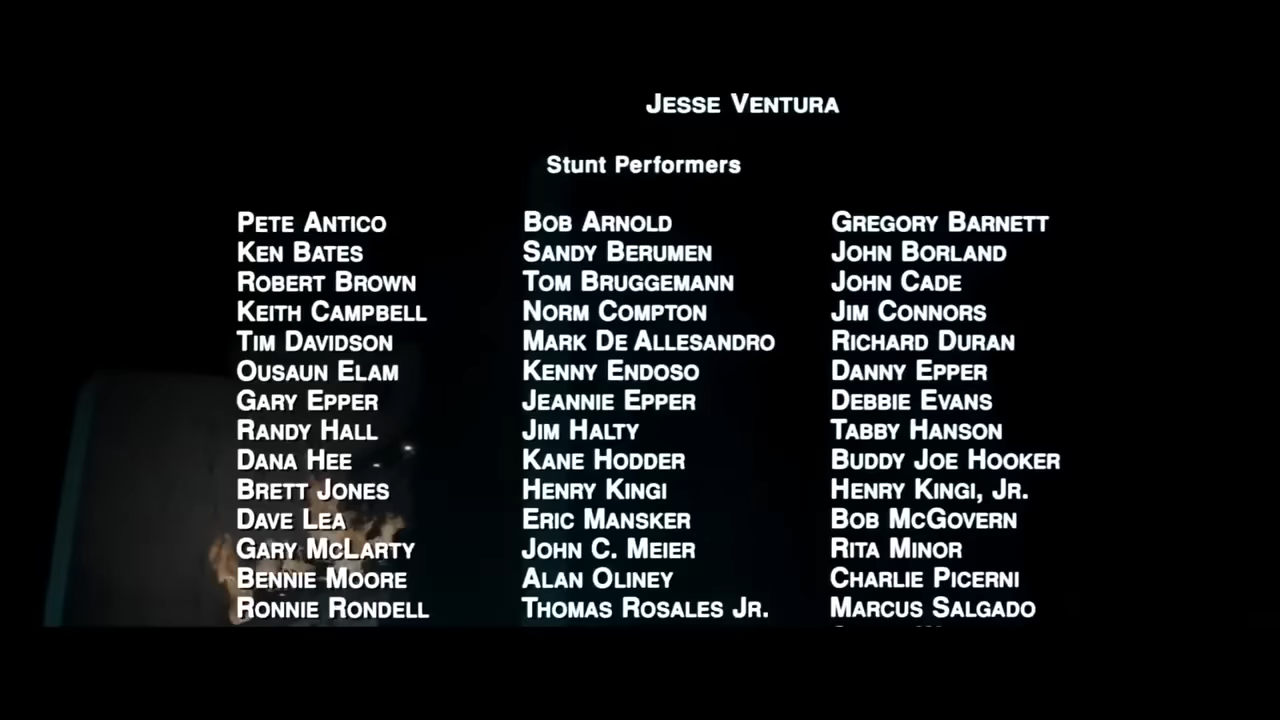 JESSE VENTURA
Stunt Performers
PETE ANTICO BOB ARNOLD GREGORY BARNETT
KEN BATES SANDY BERUMEN JOHN BORLAND
ROBERT BROWN TOM BRUGGEMANN JOHN CADE
KEITH CAMPBELL NORM COMPTON JIM CONNORS
TIM DAVIDSON MARK DE ALLESANDRO RICHARD DURAN
OUSAUN ELAM KENNY ENDOSO DANNY EPPER
GARY EPPER JEANNIE EPPER DEBBIE EVANS
RANDY HALL JIM HALTY TABBY HANSON
DANA HEE KANE HODDER BUDDY JOE HOOKER
BRETT JONES HENRY KINGI HENRY KINGI, JR.
DAVE LEA ERIC MANSKER BOB MCGOVERN
GARY MCLARTY JOHN C. MEIER RITA MINOR
BENNIE MOORE ALAN OLINEY CHARLIE PICERNI
RONNIE RONDELL THOMAS ROSALES JR. MARCUS SALGADO